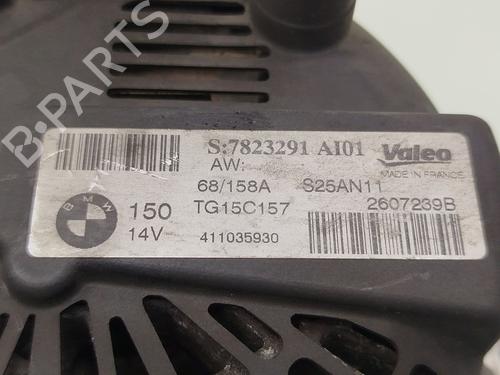 S:7823291 AI01
Valeo
AW:
MADE IN FRANCE
68/158A
S25AN11
BMW
150
TG15C157
2607239B
14V
411035930
B-Parts